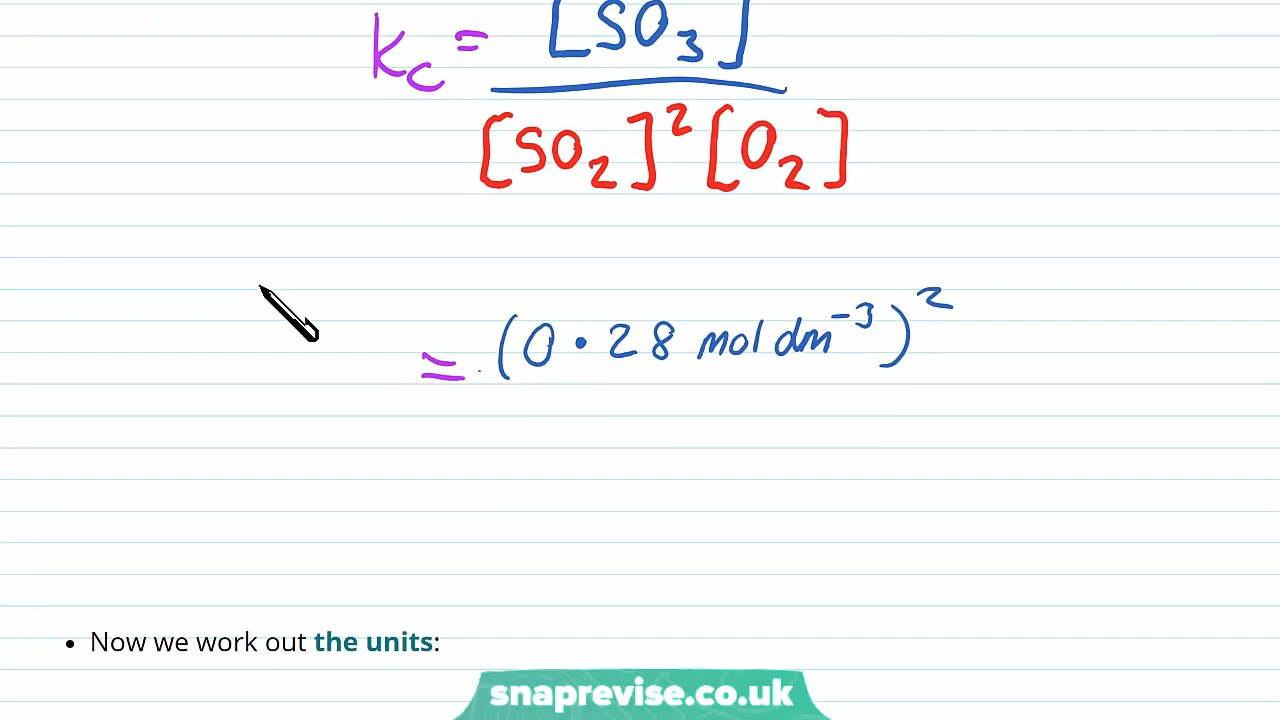 Kc = [SO3]
[SO2]²[O2]
= (0·28 mol dm⁻³)²
• Now we work out the units:
snaprevise.co.uk